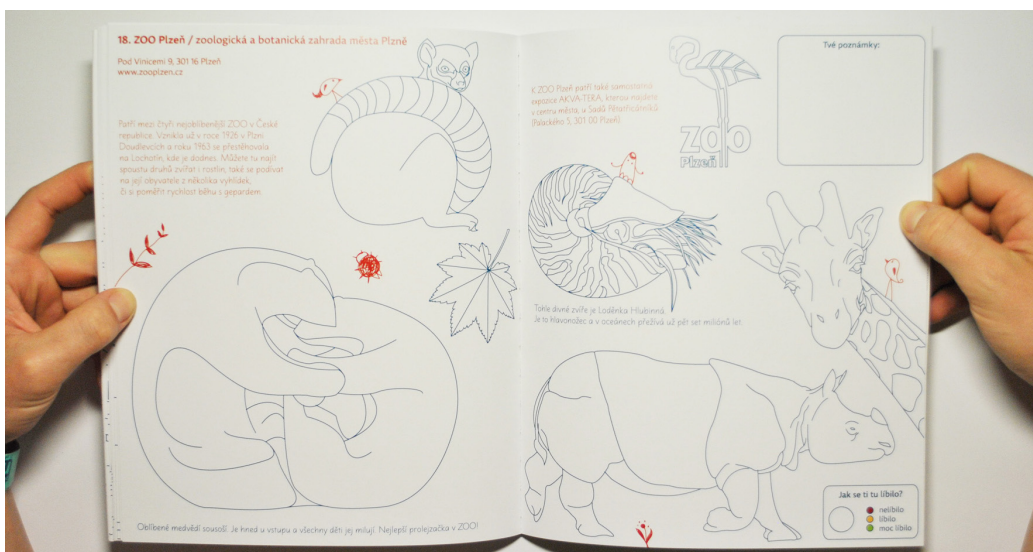 18. ZOO Plzeň / zoologická a botanická zahrada města Plzně
Pod Vinicemi 9, 301 16 Plzeň
www.zooplzen.cz
Patří mezi čtyři nejoblíbenější ZOO v České
republice. Vznikla už v roce 1926 v Plzni
Doudlevcích a roku 1963 se přestěhovala
na Lochotín, kde je dodnes. Můžete tu najít
spoustu druhů zvířat i rostlin, také se podívat
na její obyvatele z několika vyhlídek,
či si poměřit rychlost běhu s gepardem.
Oblíbené medvědí sousoší. Je hned u vstupu a všechny děti jej milují. Nejlepší prolejzačka v ZOO!
K ZOO Plzeň patří také samostatná
expozice AKVA-TERA, kterou najdete
v centru města, u Sadů Pětatřicátníků
(Palackého 5, 301 00 Plzeň).
zoo
Plzeň
Tvé poznámky:
Tohle divné zvíře je Loděnka Hlubinná.
Je to hlavonožec a v oceánech přežívá už pět set miliónů let.
Jak se ti tu líbilo?
nelíbilo
líbilo
moc líbilo